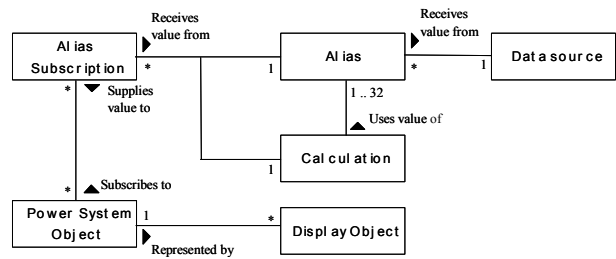 Receives
value from
Alias
Subscription
*
1
Alias
Receives
value from
*
1
Datasource
*
Supplies
value to
1 .. 32
Uses value of
Calculation
1
*
Subscribes to
Power System
Object
1
*
Represented by
Display Object